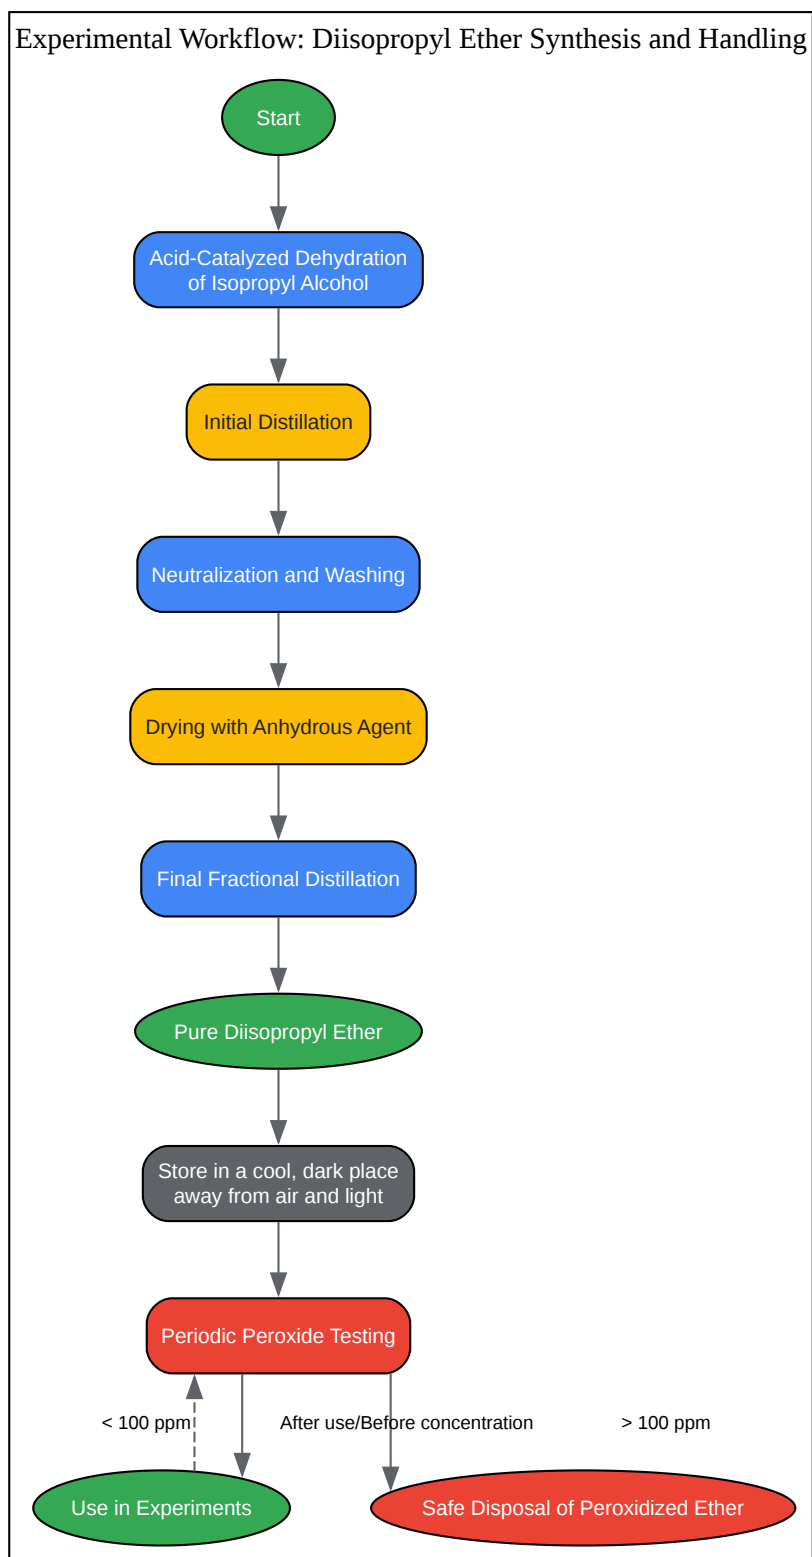 Experimental Workflow: Diisopropyl Ether Synthesis and Handling
Start
Acid-Catalyzed Dehydration
of Isopropyl Alcohol
Initial Distillation
Neutralization and Washing
Drying with Anhydrous Agent
Final Fractional Distillation
Pure Diisopropyl Ether
Store in a cool, dark place
away from air and light
Periodic Peroxide Testing
< 100 ppm
After use/Before concentration
> 100 ppm
Use in Experiments
Safe Disposal of Peroxidized Ether